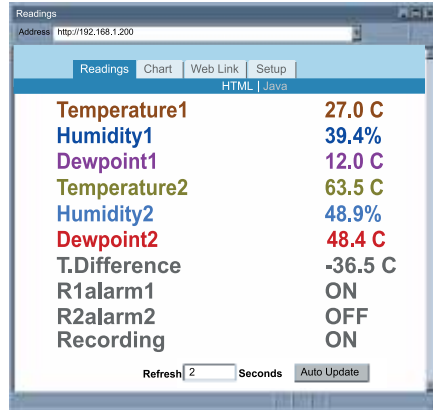 Readings
Address http://192.168.1.200
Readings Chart Web Link Setup
HTML | Java
Temperature1 27.0 C
Humidity1 39.4%
Dewpoint1 12.0 C
Temperature2 63.5 C
Humidity2 48.9%
Dewpoint2 48.4 C
T.Difference -36.5 C
R1alarm1 ON
R2alarm2 OFF
Recording ON
Refresh 2 Seconds Auto Update